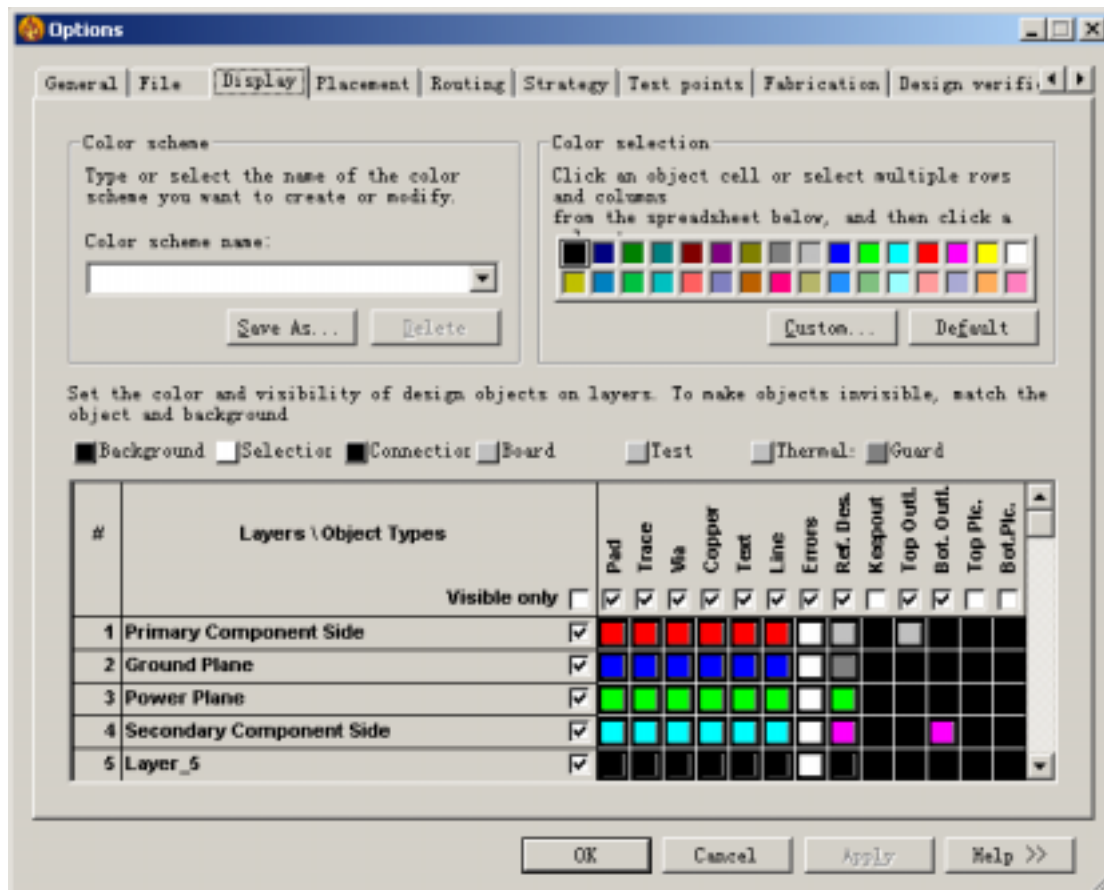 Options
General File Display Placement Routing Strategy Test points Fabrication Design verifi
Color scheme
Type or select the name of the color
scheme you want to create or modify.
Color scheme name:
Save As... Delete
Color selection
Click an object cell or select multiple rows
and columns
from the spreadsheet below, and then click a
Custom... Default
Set the color and visibility of design objects on layers. To make objects invisible, match the
object and background
Background Selection Connection Board Test Thermals Guard
# Layers \ Object Types Pad Trace Via Copper Text Line Errors Ref. Des. Keepout Top Outl. Bot. Outl. Top Plc. Bot.Plc.
Visible only
1 Primary Component Side
2 Ground Plane
3 Power Plane
4 Secondary Component Side
5 Layer_5
OK Cancel Apply Help >>